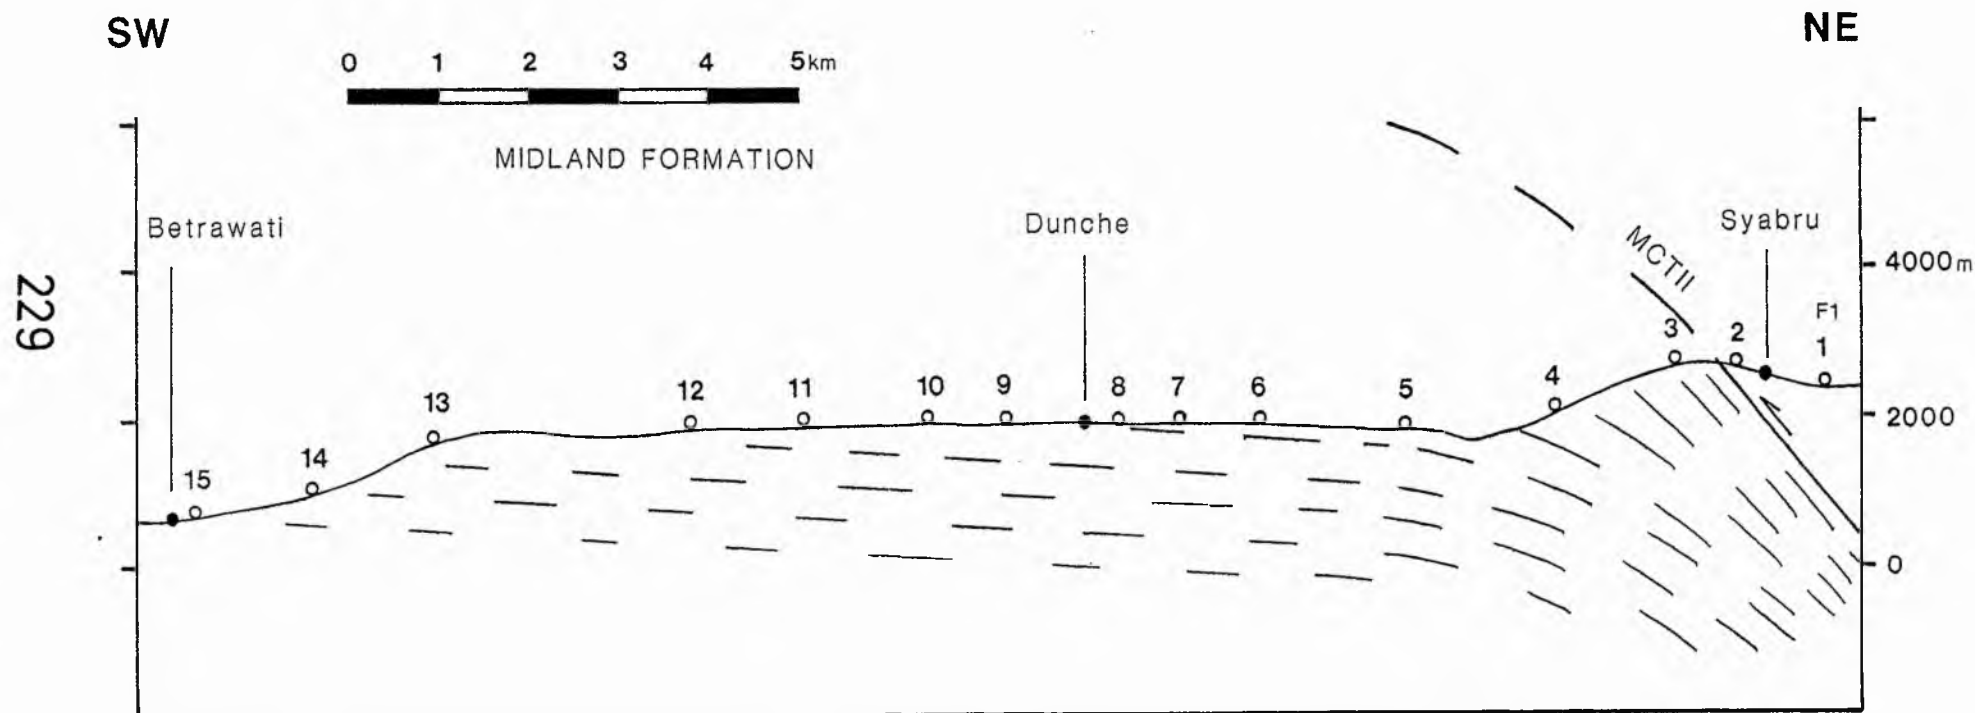 SW
NE
0 1 2 3 4 5km
MIDLAND FORMATION
Betrawati
Dunche
Syabru
MCTII
4000m
2000
0
F1
1
2
3
4
5
6
7
8
9
10
11
12
13
14
15
229